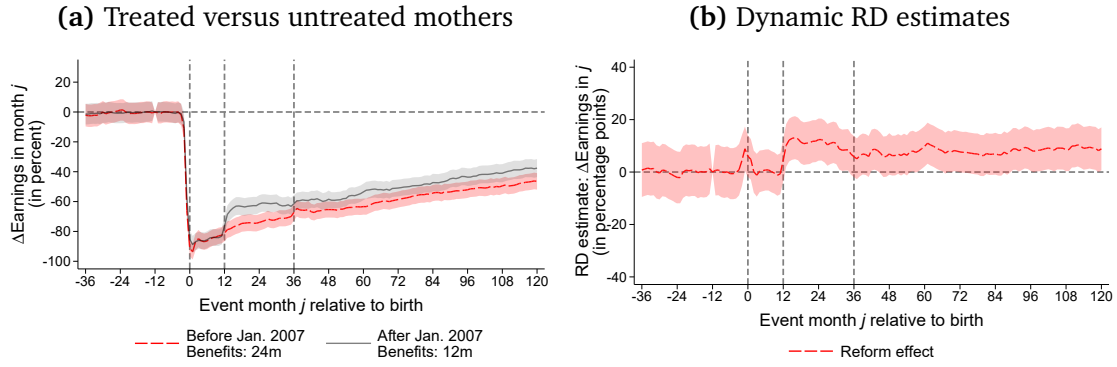 (a) Treated versus untreated mothers
ΔEarnings in month j
(in percent)
20
0
-20
-40
-60
-80
-100
-36 -24 -12 0 12 24 36 48 60 72 84 96 108 120
Event month j relative to birth
Before Jan. 2007
Benefits: 24m
After Jan. 2007
Benefits: 12m
(b) Dynamic RD estimates
RD estimate: ΔEarnings in j
(in percentage points)
40
20
0
-20
-40
-36 -24 -12 0 12 24 36 48 60 72 84 96 108 120
Event month j relative to birth
Reform effect